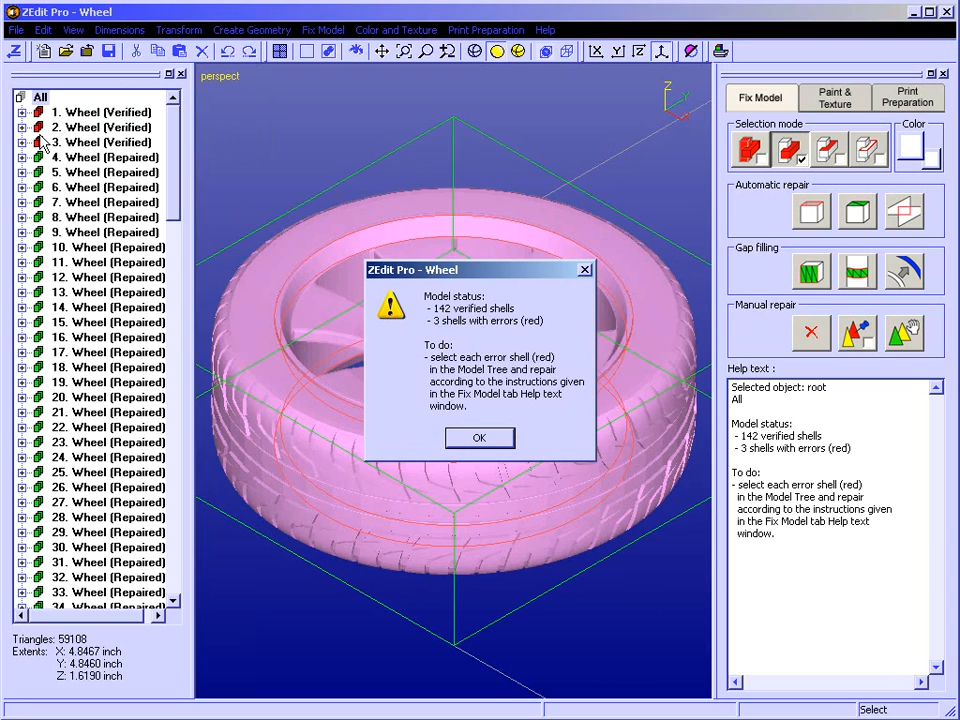 ZEdit Pro - Wheel
File Edit View Dimensions Transform Create Geometry Fix Model Color and Texture Print Preparation Help
All
1. Wheel (Verified)
2. Wheel (Verified)
3. Wheel (Verified)
4. Wheel (Repaired)
5. Wheel (Repaired)
6. Wheel (Repaired)
7. Wheel (Repaired)
8. Wheel (Repaired)
9. Wheel (Repaired)
10. Wheel (Repaired)
11. Wheel (Repaired)
12. Wheel (Repaired)
13. Wheel (Repaired)
14. Wheel (Repaired)
15. Wheel (Repaired)
16. Wheel (Repaired)
17. Wheel (Repaired)
18. Wheel (Repaired)
19. Wheel (Repaired)
20. Wheel (Repaired)
21. Wheel (Repaired)
22. Wheel (Repaired)
23. Wheel (Repaired)
24. Wheel (Repaired)
25. Wheel (Repaired)
26. Wheel (Repaired)
27. Wheel (Repaired)
28. Wheel (Repaired)
29. Wheel (Repaired)
30. Wheel (Repaired)
31. Wheel (Repaired)
32. Wheel (Repaired)
33. Wheel (Repaired)
34. Wheel (Repaired)
Triangles: 59108
Extents: X: 4.8467 inch
Y: 4.8460 inch
Z: 1.6190 inch
perspect
Z
Y
X
ZEdit Pro - Wheel
Model status:
- 142 verified shells
- 3 shells with errors (red)
To do:
- select each error shell (red)
in the Model Tree and repair
according to the instructions given
in the Fix Model tab Help text
window.
OK
Fix Model
Paint &
Texture
Print
Preparation
Selection mode
Color
Automatic repair
Gap filling
Manual repair
Help text :
Selected object: root
All
Model status:
- 142 verified shells
- 3 shells with errors (red)
To do:
- select each error shell (red)
in the Model Tree and repair
according to the instructions given
in the Fix Model tab Help text
window.
Select